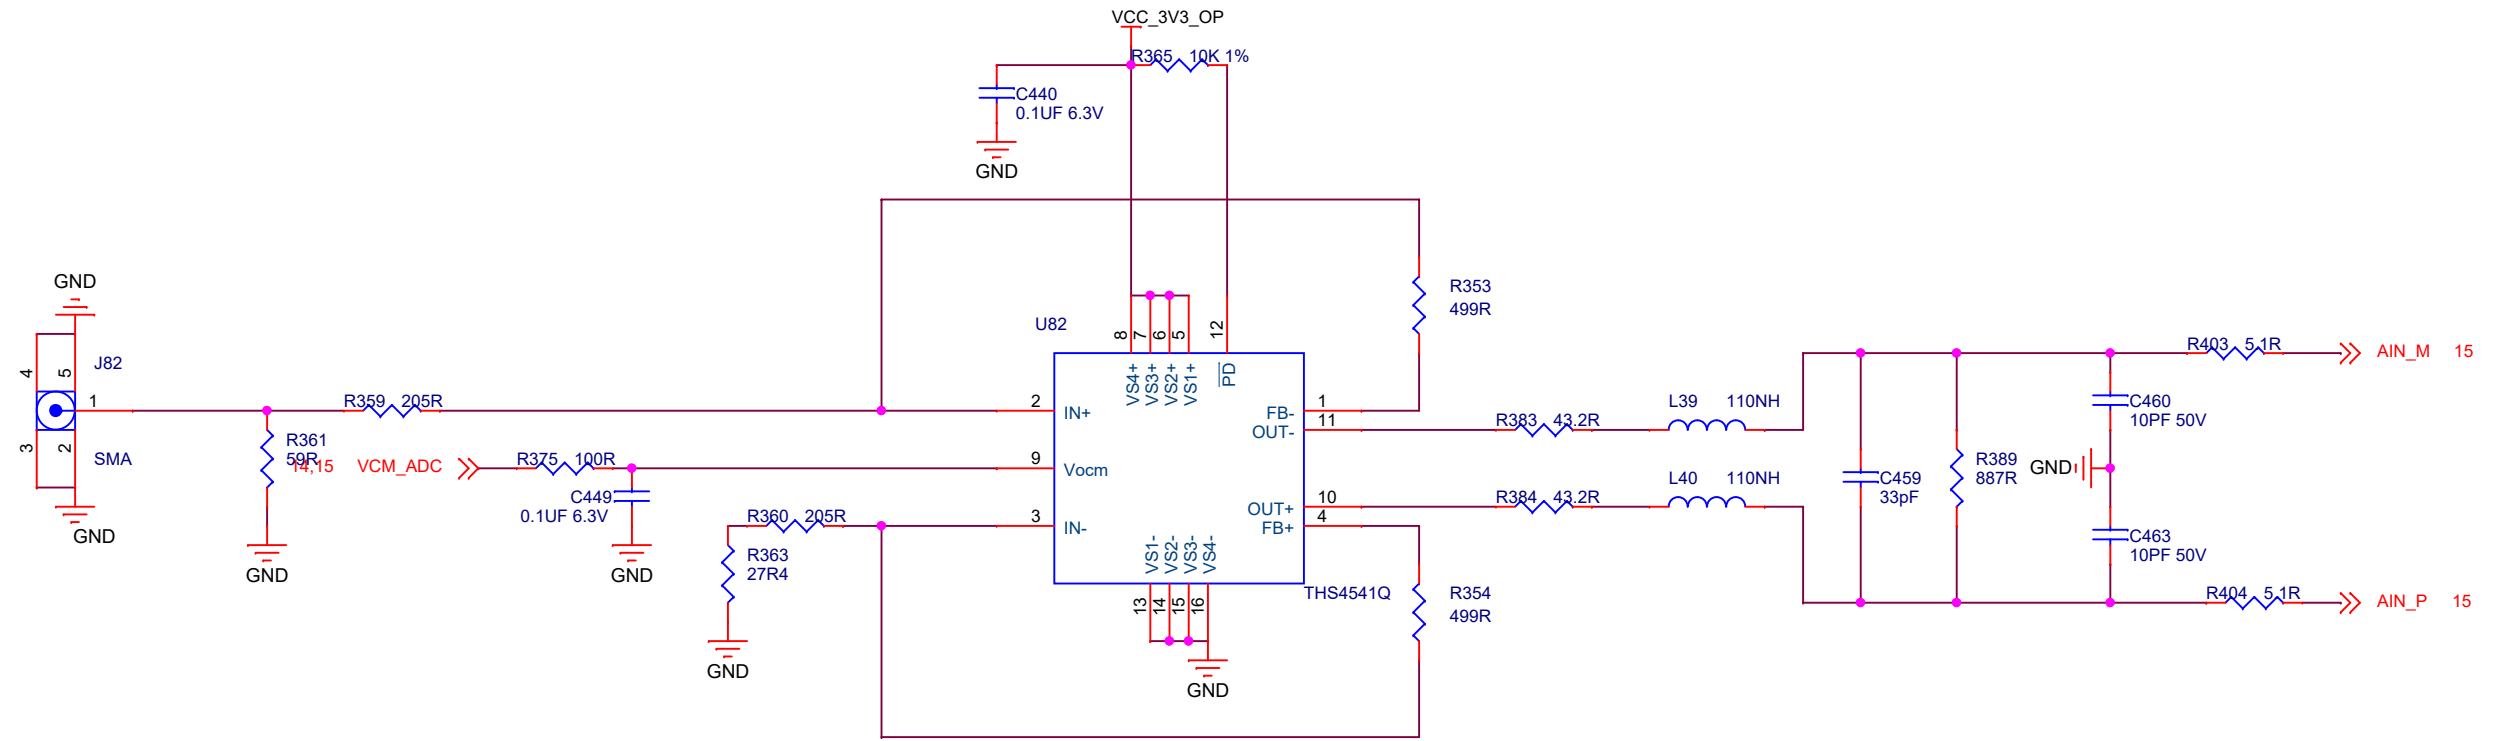 VCC_3V3_OP
R365 10K 1%
C440
0.1UF 6.3V
GND
GND
4
5
J82
1
3
2
SMA
GND
R359 205R
R361
59R
GND
14,15 VCM_ADC
R375 100R
C449
0.1UF 6.3V
GND
R360 205R
R363
27R4
GND
U82
8
7
6
5
12
VS4+
VS3+
VS2+
VS1+
PD
2
IN+
9
Vocm
3
IN-
1
FB-
11
OUT-
10
OUT+
4
FB+
VS1-
VS2-
VS3-
VS4-
13
14
15
16
GND
THS4541Q
R353
499R
R354
499R
R383 43.2R
L39 110NH
R384 43.2R
L40 110NH
C459
33pF
R389
887R
GND
C460
10PF 50V
C463
10PF 50V
R403 5.1R
AIN_M 15
R404 5.1R
AIN_P 15